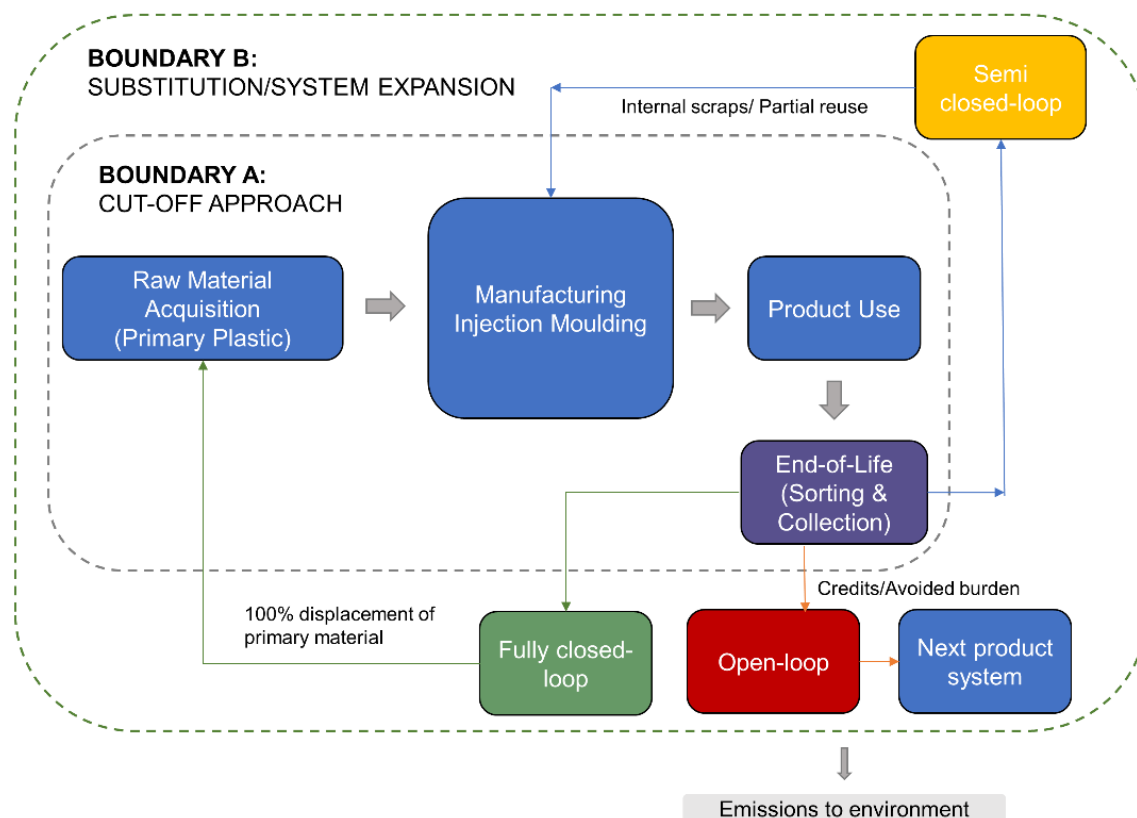 BOUNDARY B:
SUBSTITUTION/SYSTEM EXPANSION
Semi
closed-loop
Internal scraps/ Partial reuse
BOUNDARY A:
CUT-OFF APPROACH
Raw Material
Acquisition
(Primary Plastic)
Manufacturing
Injection Moulding
Product Use
End-of-Life
(Sorting &
Collection)
Credits/Avoided burden
100% displacement of
primary material
Fully closed-
loop
Open-loop
Next product
system
Emissions to environment